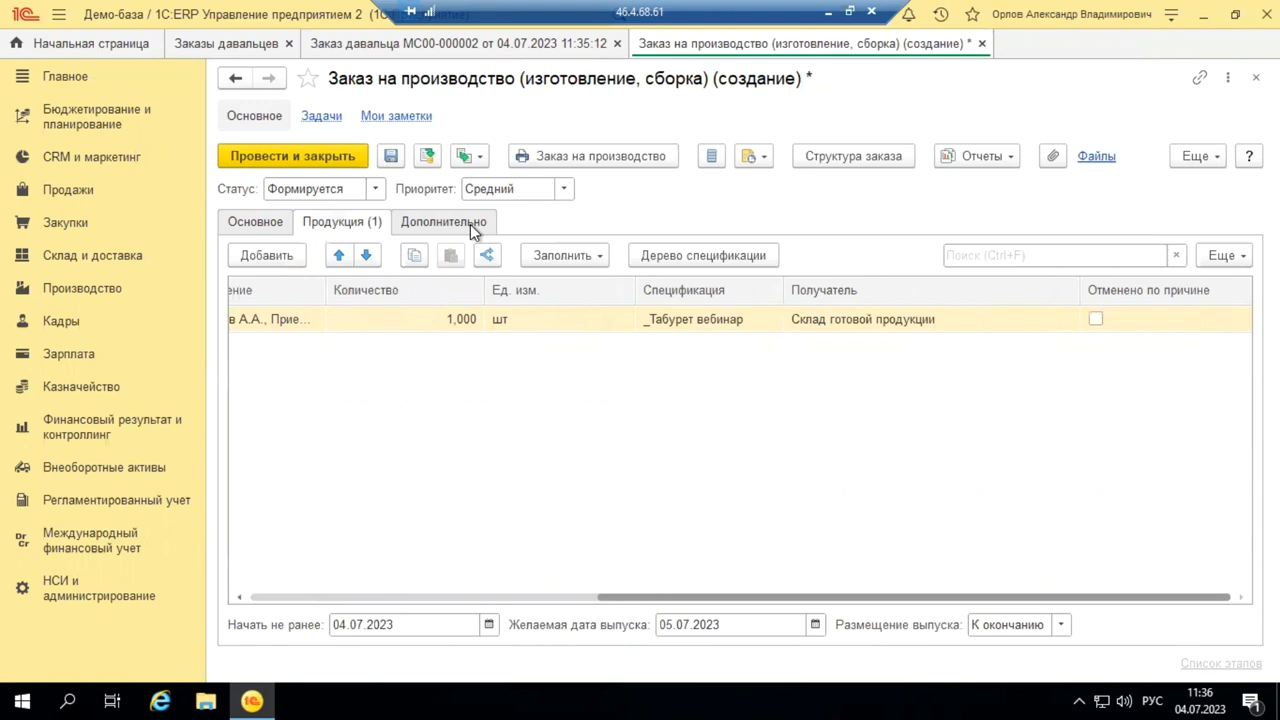 46.4.68.61
Демо-база / 1С:ERP Управление предприятием 2 (1С:
Орлов Александр Владимирович
Начальная страница
Заказы давальцев
Заказ давальца МС00-000002 от 04.07.2023 11:35:12
Заказ на производство (изготовление, сборка) (создание) *
Главное
Бюджетирование и
планирование
CRM и маркетинг
Продажи
Закупки
Склад и доставка
Производство
Кадры
Зарплата
Казначейство
Финансовый результат и
контроллинг
Внеоборотные активы
Регламентированный учет
Международный
финансовый учет
НСИ и
администрирование
Заказ на производство (изготовление, сборка) (создание) *
Основное
Задачи
Мои заметки
Провести и закрыть
Заказ на производство
Структура заказа
Отчеты
Файлы
Еще
?
Статус:
Формируется
Приоритет:
Средний
Основное
Продукция (1)
Дополнительно
Добавить
Заполнить
Дерево спецификации
Поиск (Ctrl+F)
Еще
ение
Количество
Ед. изм.
Спецификация
Получатель
Отменено по причине
в А.А., Прие...
1,000
шт
_Табурет вебинар
Склад готовой продукции
Начать не ранее:
04.07.2023
Желаемая дата выпуска:
05.07.2023
Размещение выпуска:
К окончанию
Список этапов
РУС
11:36
04.07.2023
1